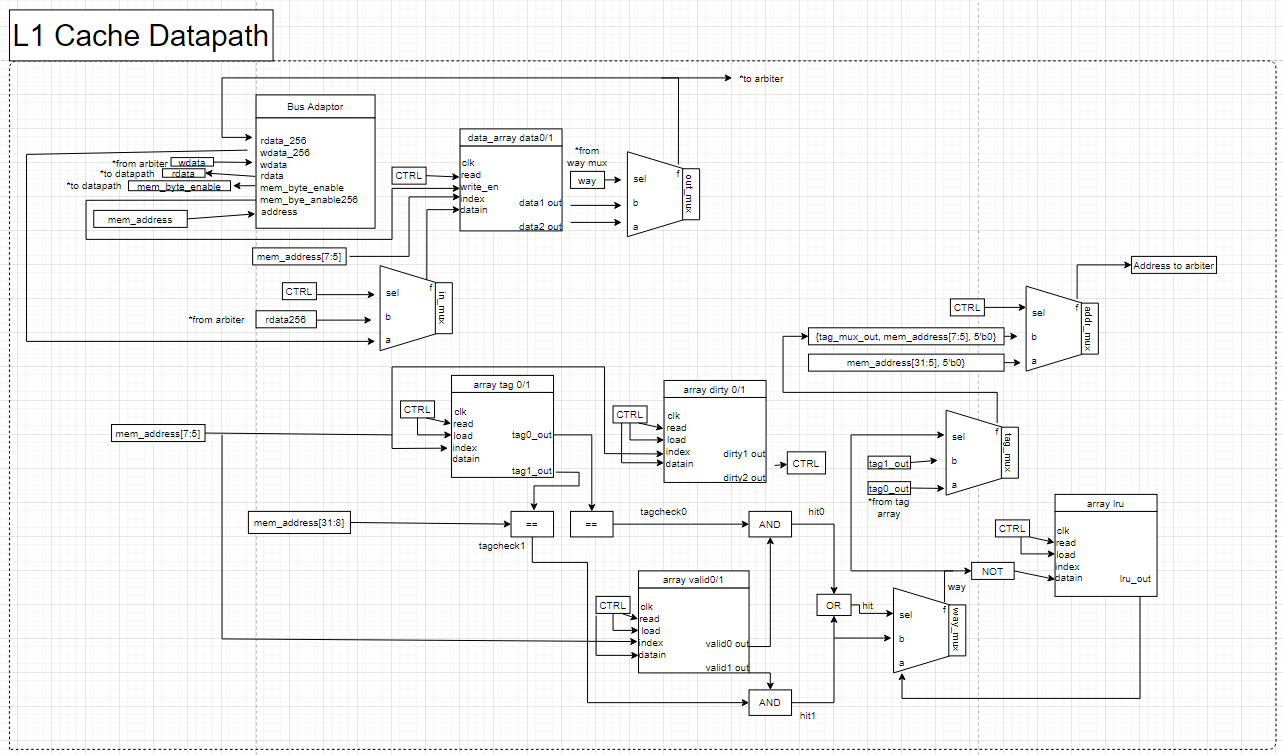 L1 Cache Datapath
*to arbiter
Bus Adaptor
rdata_256
wdata_256
*from arbiter
wdata
wdata
*to datapath
rdata
rdata
*to datapath
mem_byte_enable
mem_byte_enable
mem_bye_anable256
mem_address
address
mem_address[7:5]
data_array data0/1
clk
CTRL
read
write_en
index
datain
data1 out
data2 out
*from
way mux
way
sel
f
b
a
out_mux
CTRL
sel
f
*from arbiter
rdata256
b
a
in_mux
Address to arbiter
CTRL
sel
f
{tag_mux_out, mem_address[7:5], 5'b0}
b
mem_address[31:5], 5'b0}
a
addr_mux
mem_address[7:5]
array tag 0/1
CTRL
clk
read
load
index
datain
tag0_out
tag1_out
array dirty 0/1
CTRL
clk
read
load
index
datain
dirty1 out
dirty2 out
CTRL
sel
f
tag1_out
b
tag0_out
a
*from tag
array
tag_mux
array lru
CTRL
clk
read
load
index
datain
lru_out
NOT
mem_address[31:8]
==
==
tagcheck1
tagcheck0
AND
hit0
array valid0/1
CTRL
clk
read
load
index
datain
valid0 out
valid1 out
OR
hit
AND
hit1
way
sel
f
b
a
way_mux